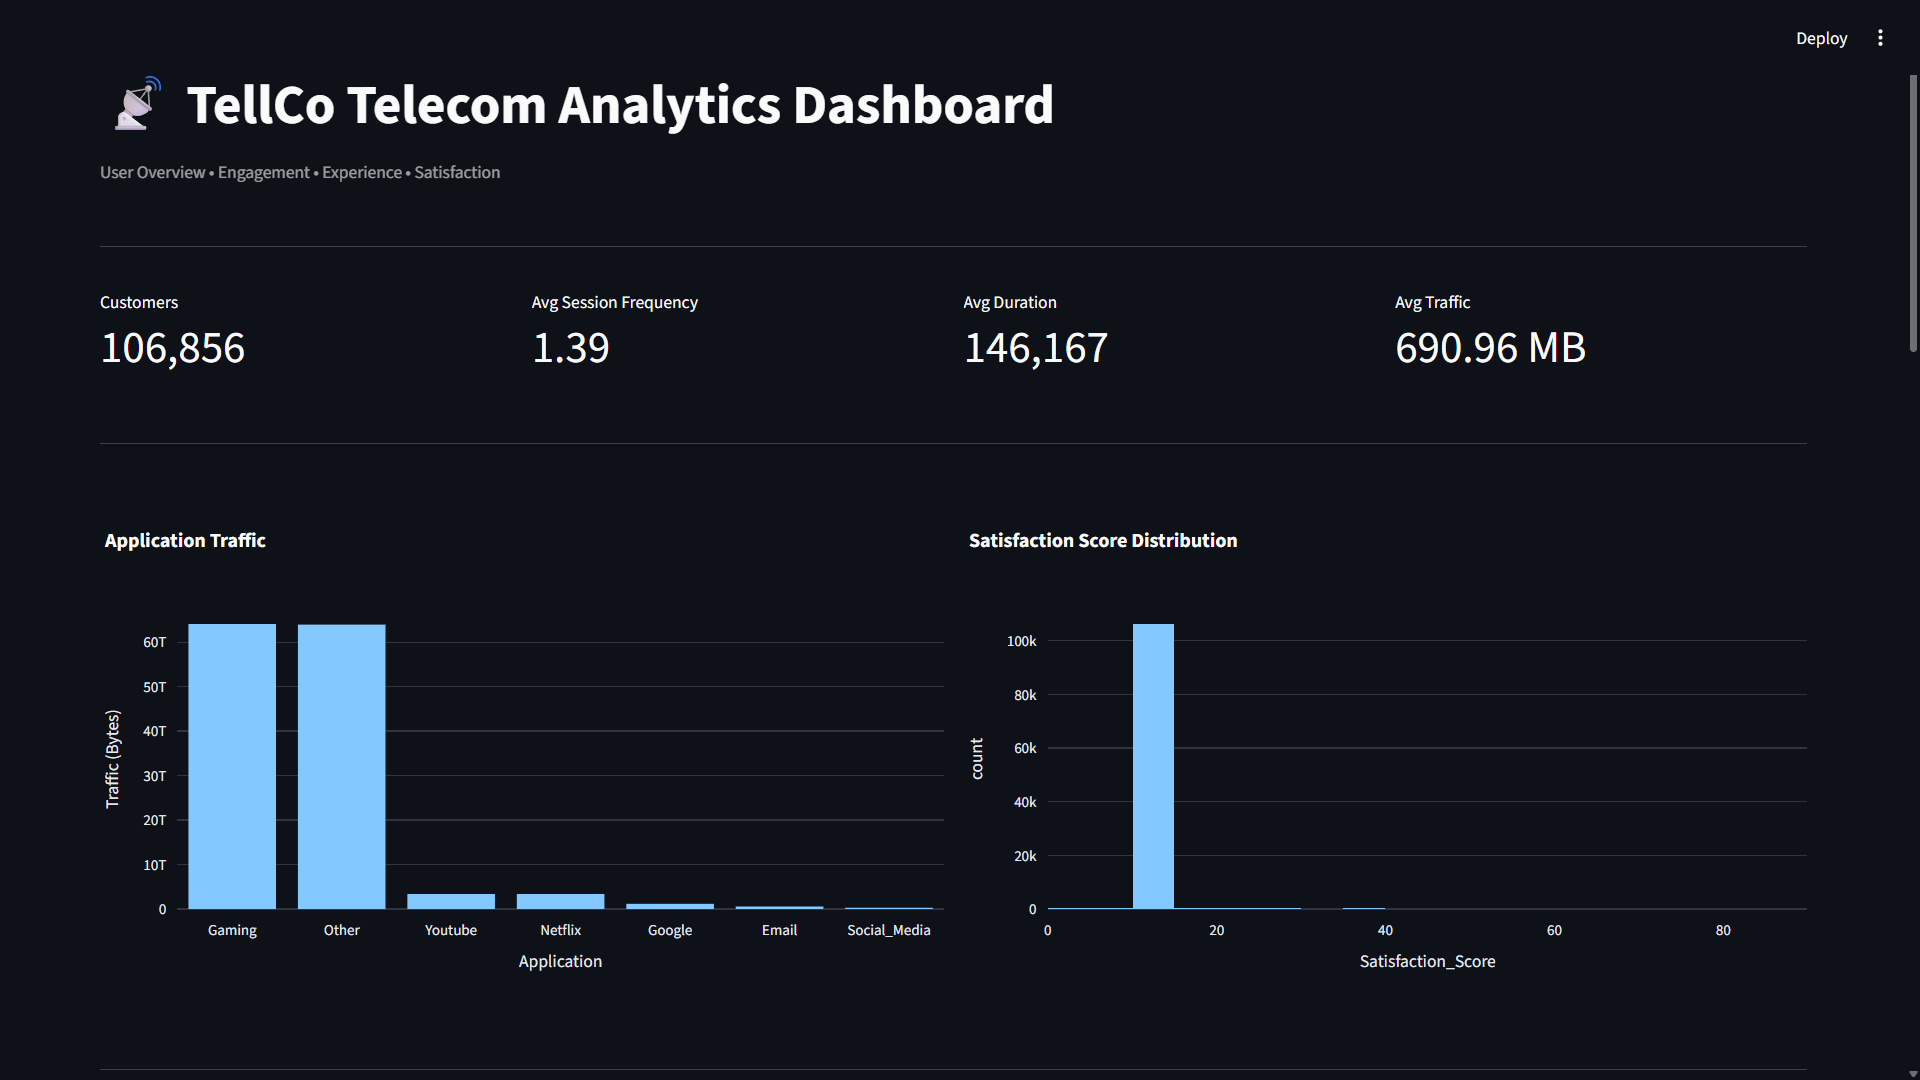 Deploy
TellCo Telecom Analytics Dashboard
User Overview • Engagement • Experience • Satisfaction
Customers
106,856
Avg Session Frequency
1.39
Avg Duration
146,167
Avg Traffic
690.96 MB
Application Traffic
60T
50T
40T
30T
20T
10T
0
Traffic (Bytes)
Gaming Other Youtube Netflix Google Email Social_Media
Application
Satisfaction Score Distribution
100k
80k
60k
40k
20k
0
count
0 20 40 60 80
Satisfaction_Score